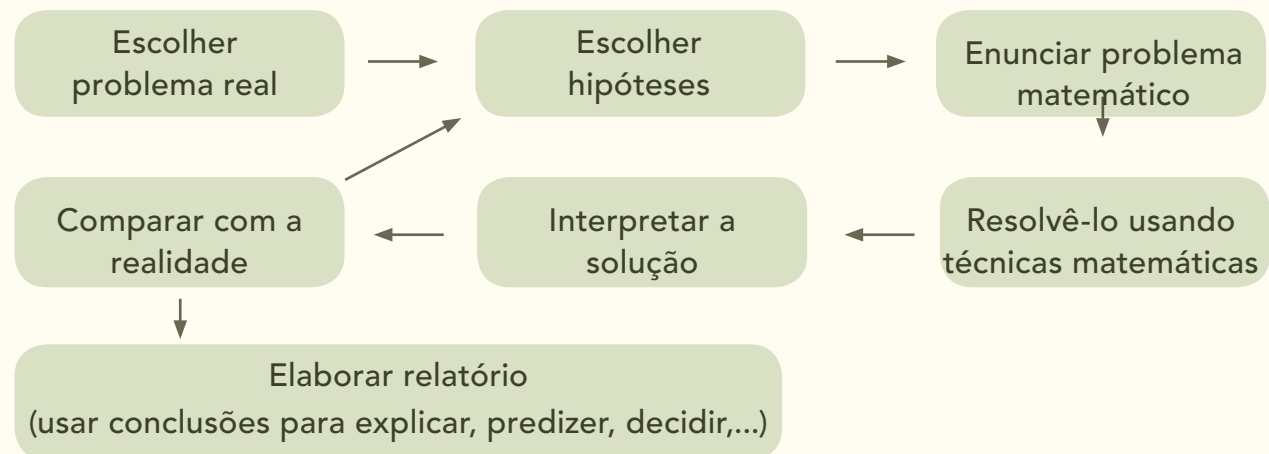 Escolher
problema real
Escolher
hipóteses
Enunciar problema
matemático
Resolvê-lo usando
técnicas matemáticas
Interpretar a
solução
Comparar com a
realidade
Elaborar relatório
(usar conclusões para explicar, predizer, decidir,...)